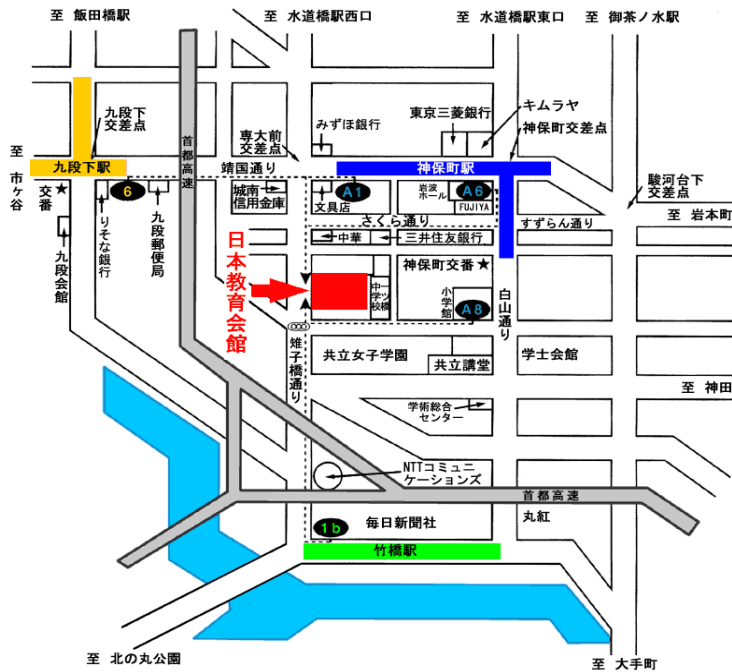 至 飯田橋駅
至 水道橋駅西口
至 水道橋駅東口
至 御茶ノ水駅
九段下
交差点
首都高速
専大前
交差点
みずほ銀行
東京三菱銀行
キムラヤ
神保町交差点
至 市ヶ谷
九段下駅
靖国通り
神保町駅
駿河台下
交差点
交番★
6
城南
信用金庫
文具店
A1
岩波
ホール
A6
FUJIYA
至 岩本町
さくら通り
すずらん通り
九段会館
りそな銀行
九段郵便局
中華
三井住友銀行
日本教育会館
一ツ橋
中学校
神保町交番★
小学館
A8
白山通り
雉子橋通り
共立女子学園
共立講堂
学士会館
至 神田
学術総合
センター
NTTコミュニ
ケーションズ
首都高速
1b
毎日新聞社
丸紅
竹橋駅
至 北の丸公園
至 大手町